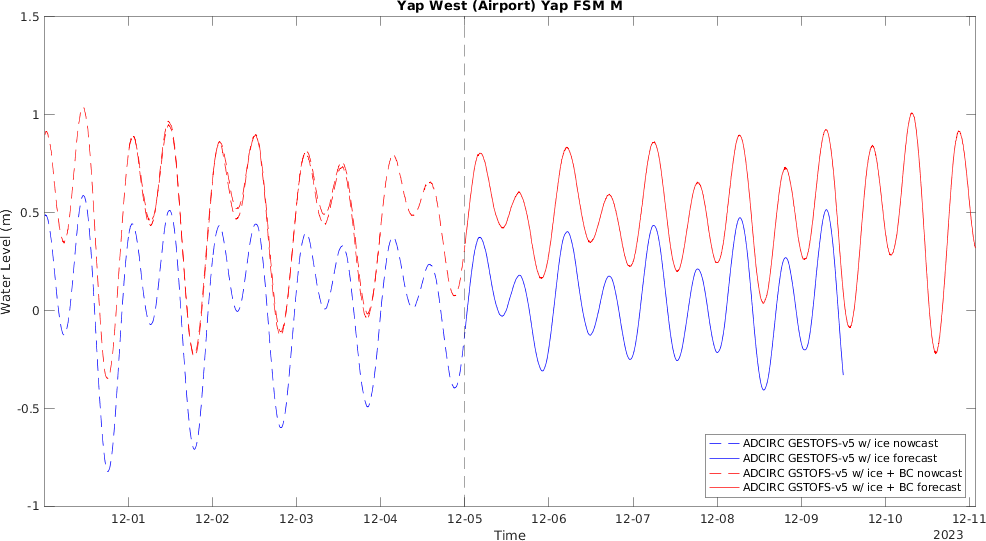 Yap West (Airport) Yap FSM M
1.5
1
0.5
0
-0.5
-1
Water Level (m)
ADCIRC GESTOFS-v5 w/ ice nowcast
ADCIRC GESTOFS-v5 w/ ice forecast
ADCIRC GSTOFS-v5 w/ ice + BC nowcast
ADCIRC GSTOFS-v5 w/ ice + BC forecast
12-01 12-02 12-03 12-04 12-05 12-06 12-07 12-08 12-09 12-10 12-11
Time
2023